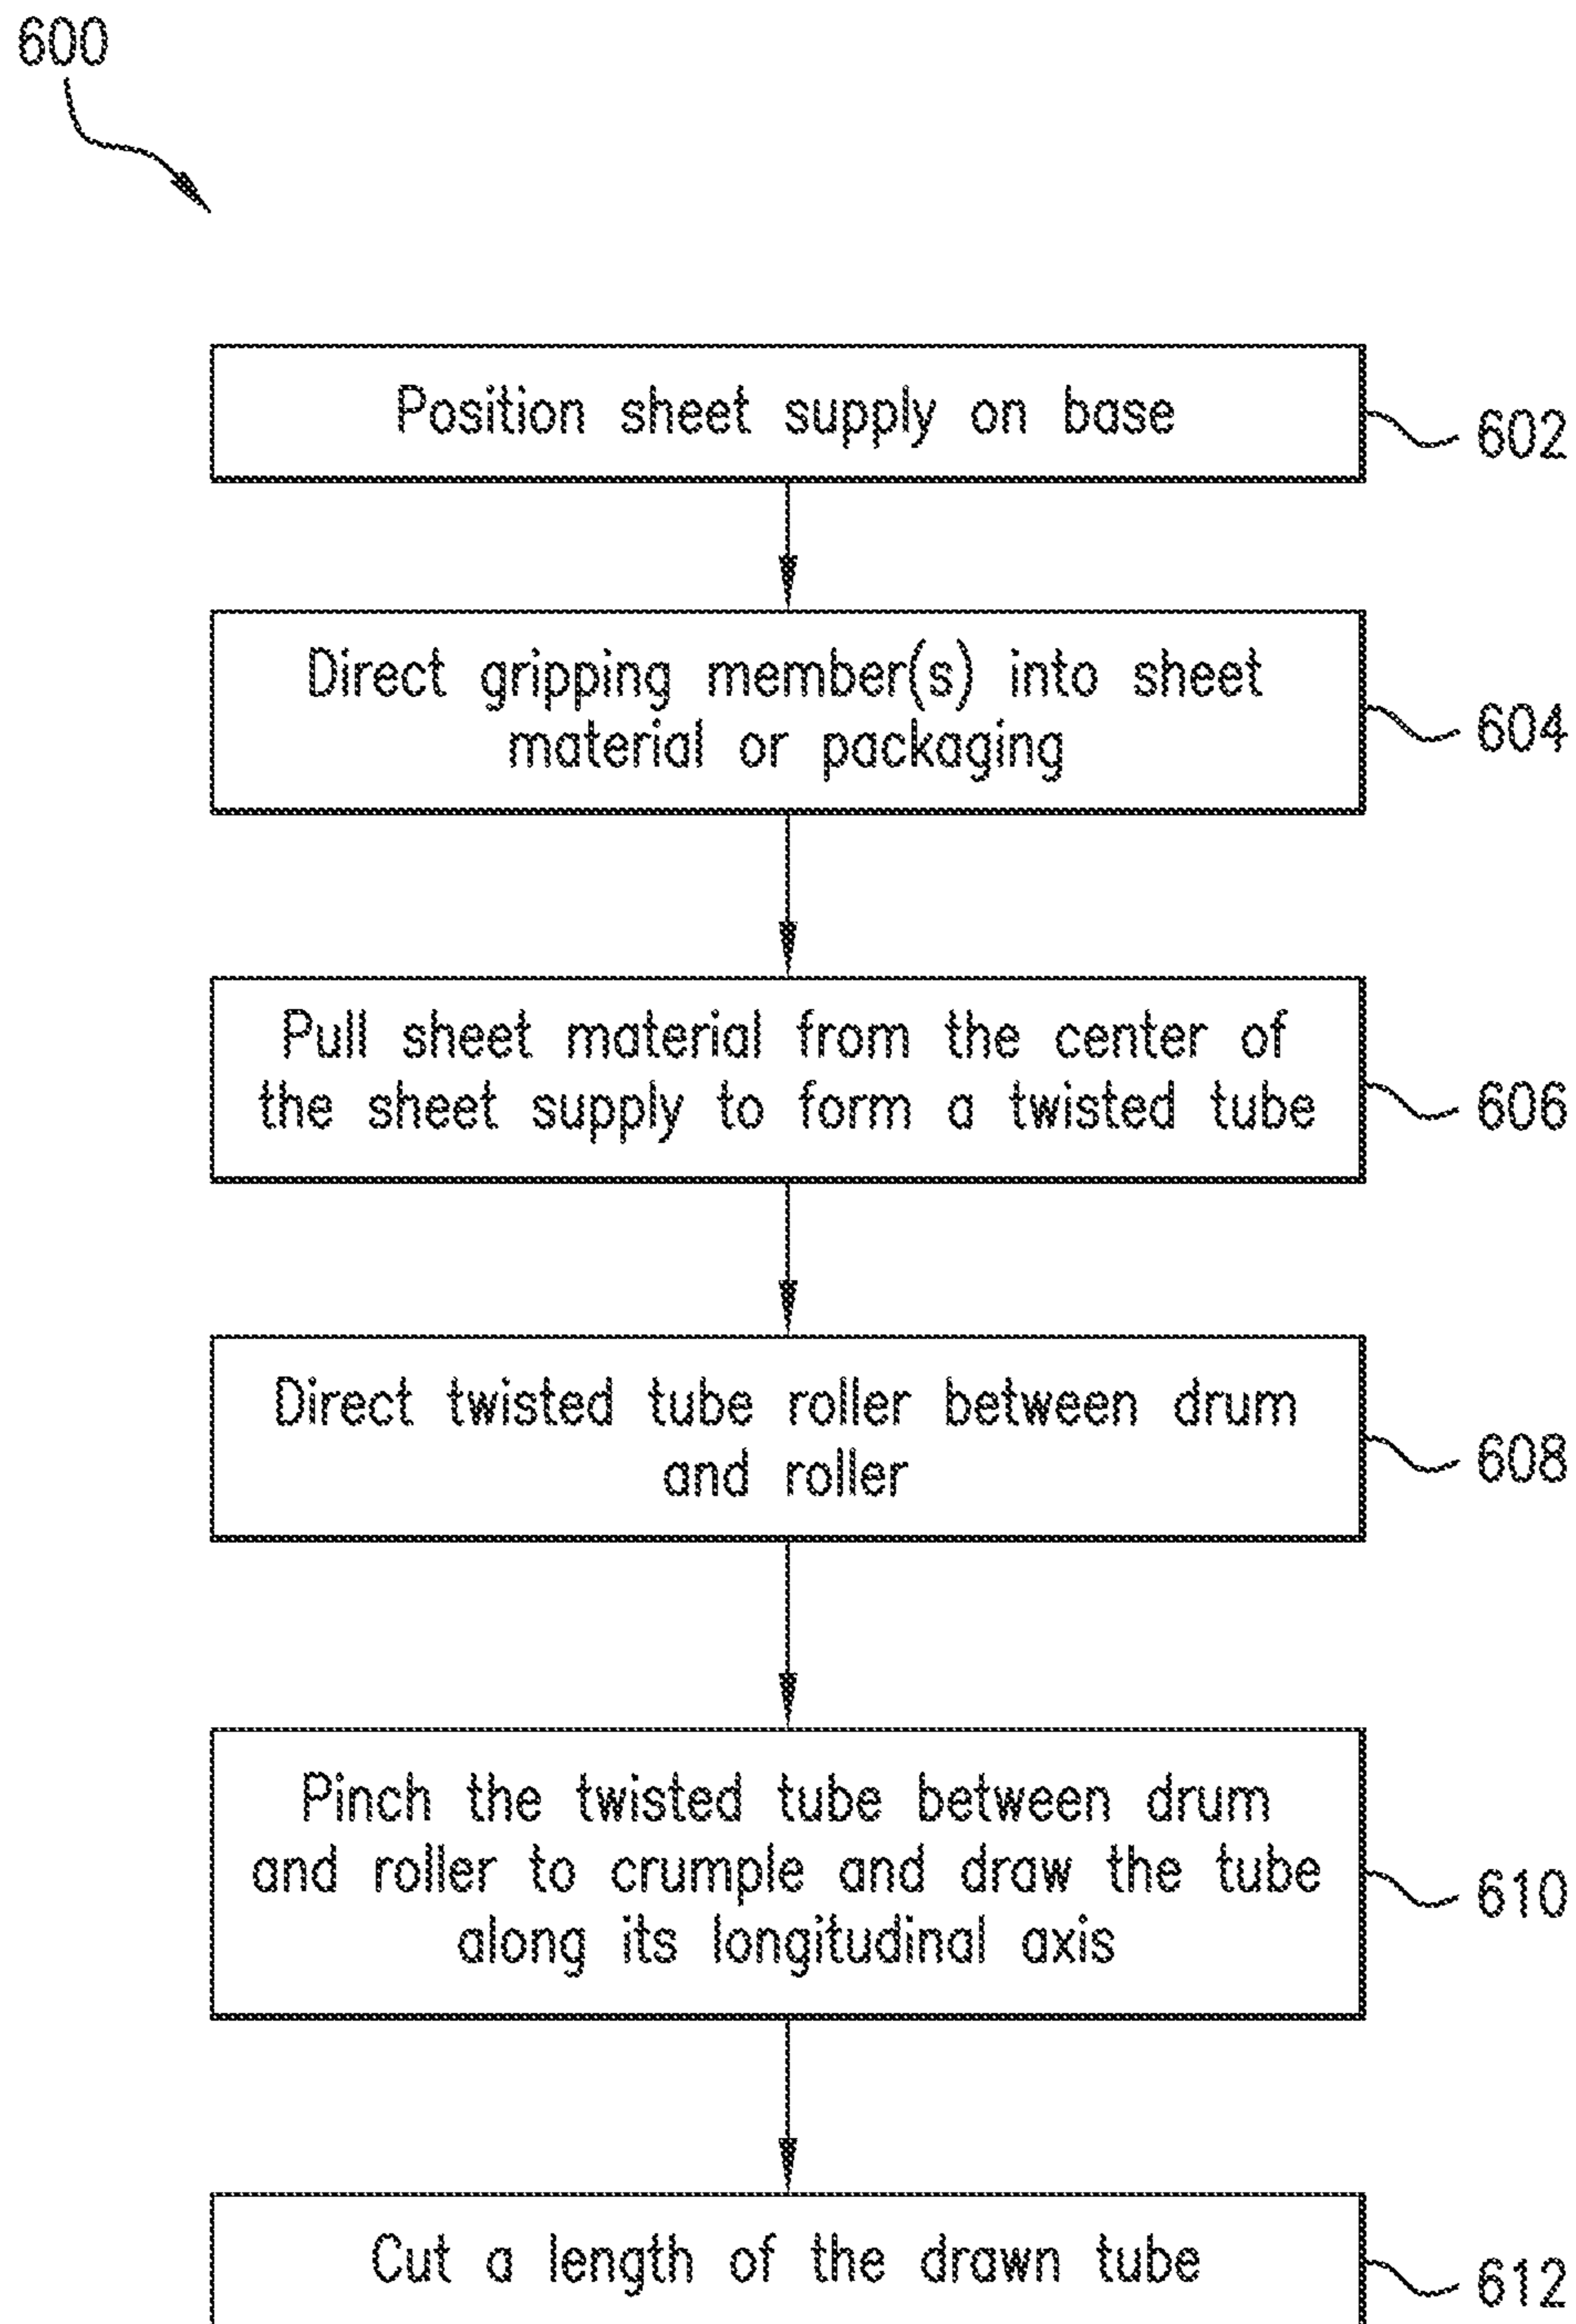 600
Position sheet supply on base
602
Direct gripping member(s) into sheet
material or packaging
604
Pull sheet material from the center of
the sheet supply to form a twisted tube
606
Direct twisted tube roller between drum
and roller
608
Pinch the twisted tube between drum
and roller to crumple and draw the tube
along its longitudinal axis
610
Cut a length of the drawn tube
612